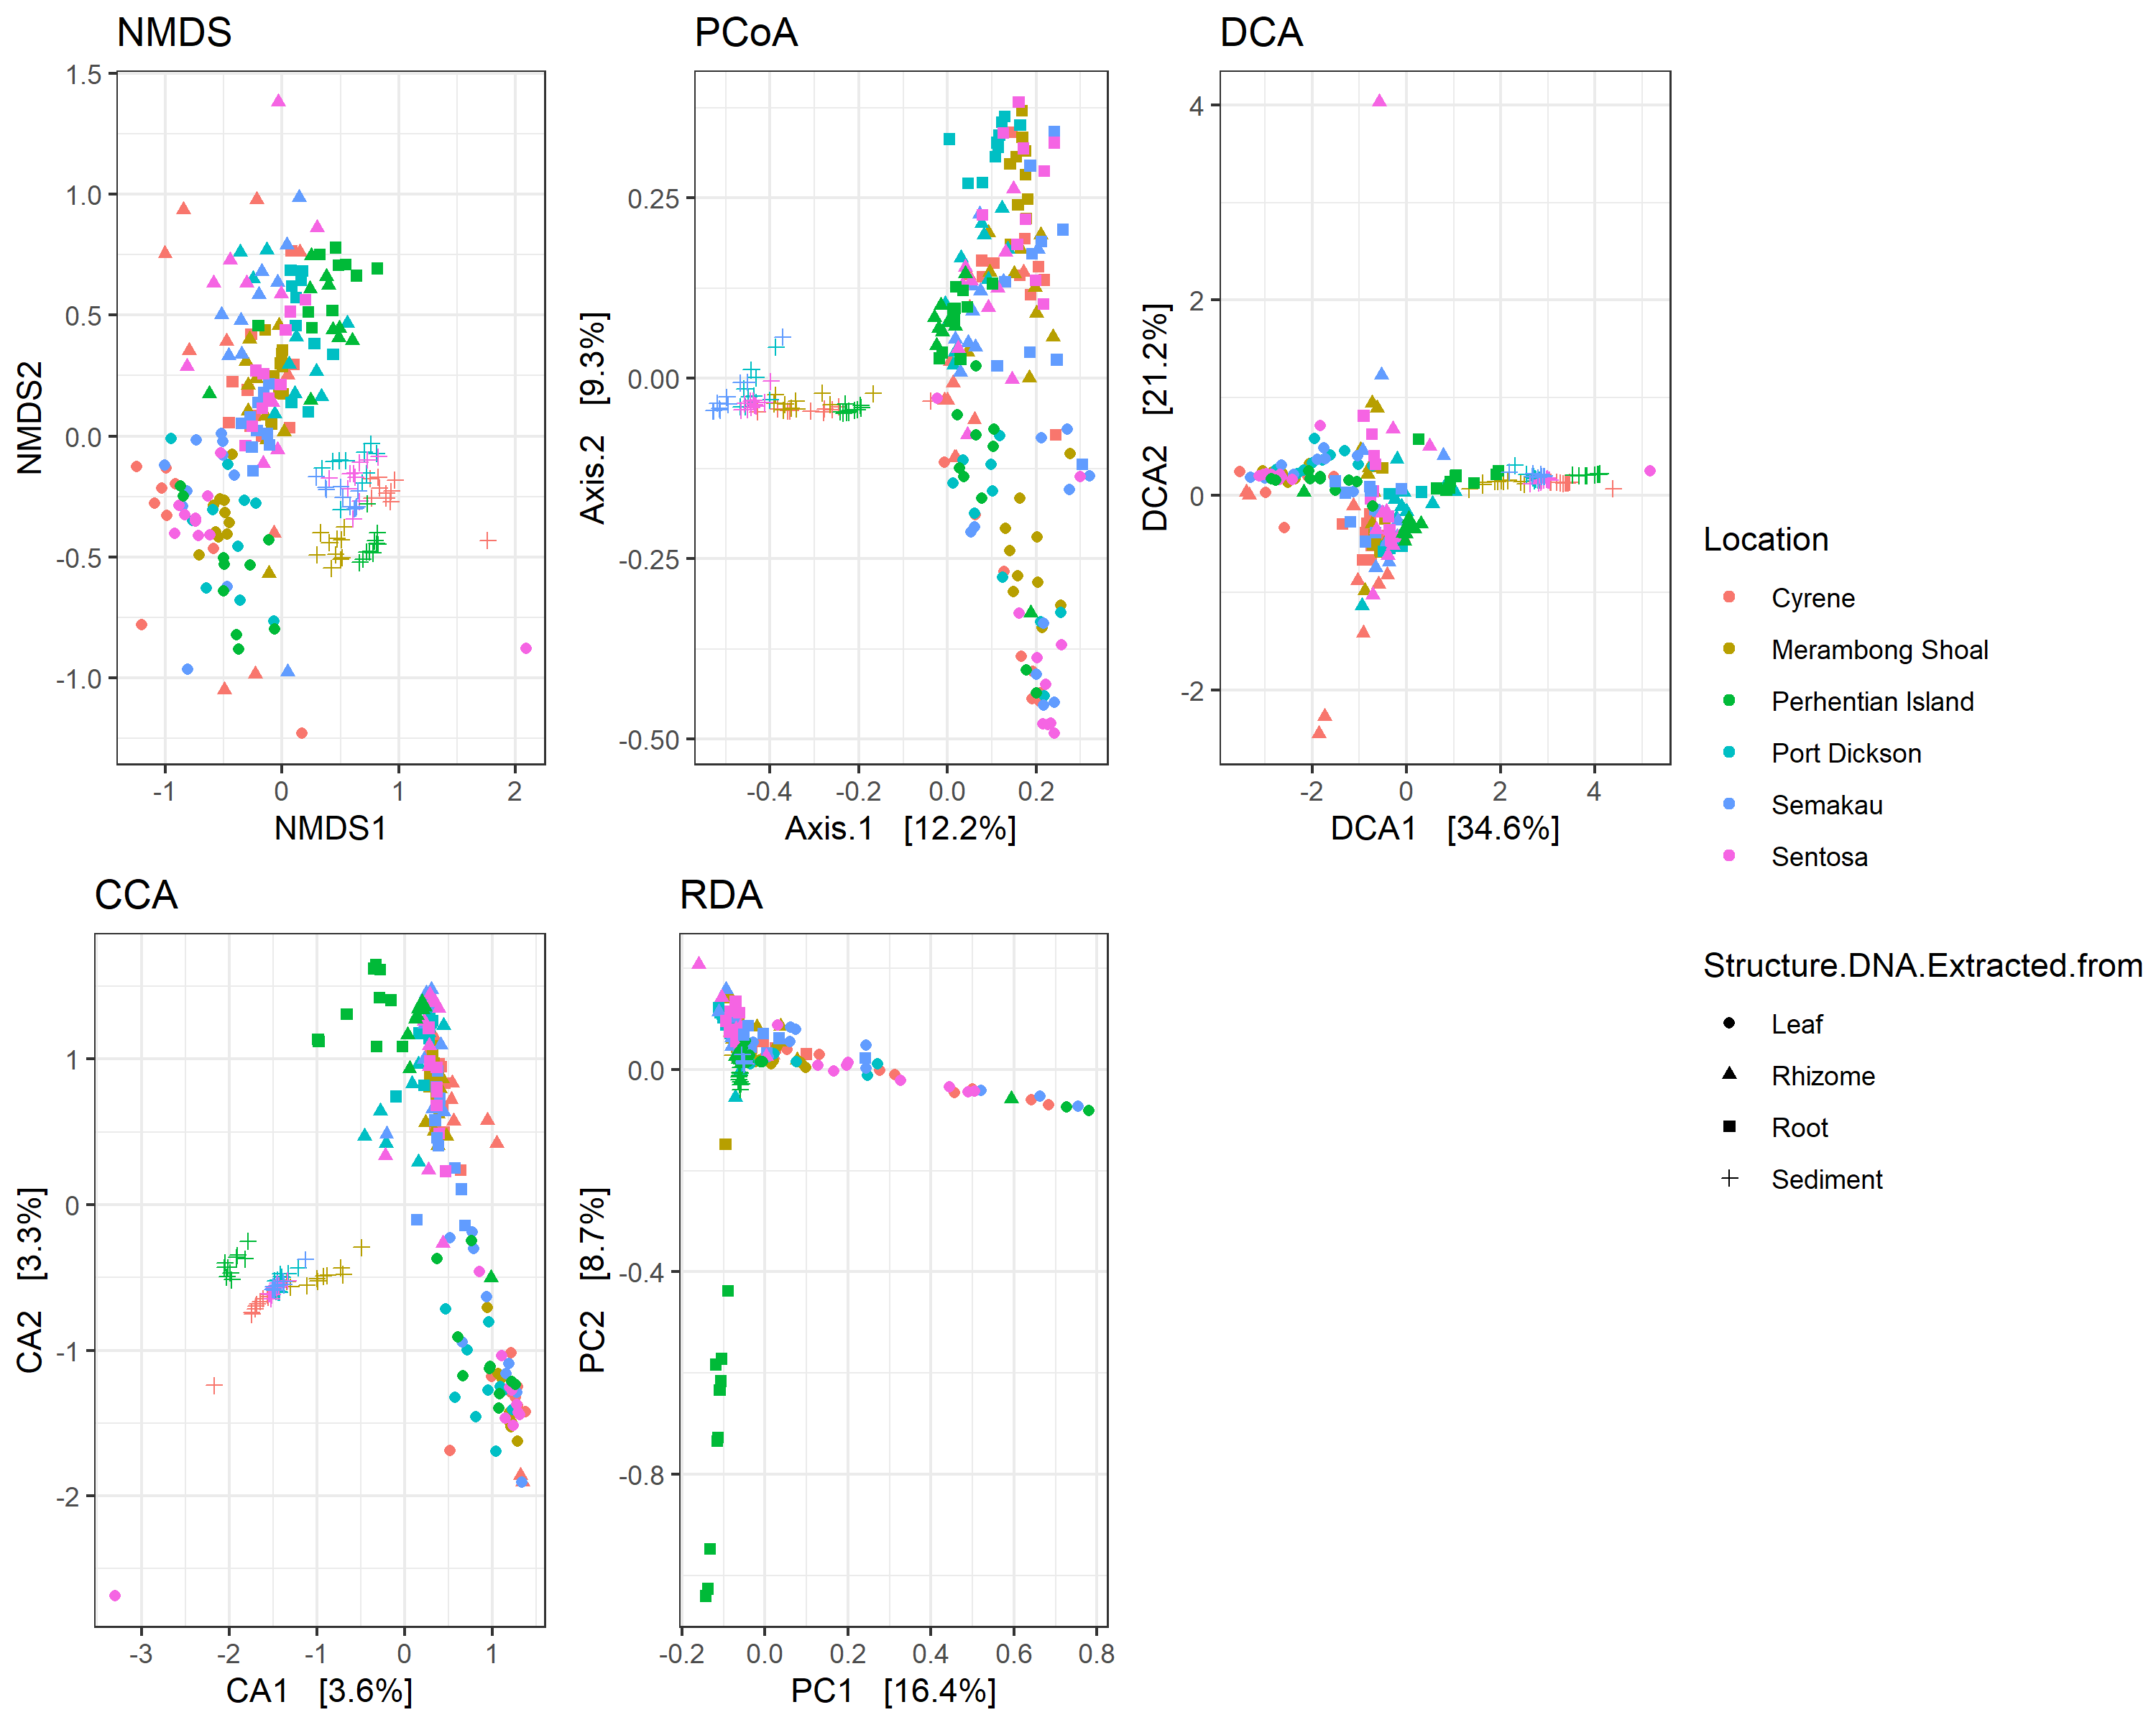 NMDS
1.5
1.0
0.5
0.0
-0.5
-1.0
NMDS2
-1
0
1
2
NMDS1
PCoA
0.25
0.00
-0.25
-0.50
Axis.2 [9.3%]
-0.4
-0.2
0.0
0.2
Axis.1 [12.2%]
DCA
4
2
0
-2
DCA2 [21.2%]
-2
0
2
4
DCA1 [34.6%]
Location
Cyrene
Merambong Shoal
Perhentian Island
Port Dickson
Semakau
Sentosa
Structure.DNA.Extracted.from
Leaf
Rhizome
Root
Sediment
CCA
1
0
-1
-2
CA2 [3.3%]
-3
-2
-1
0
1
CA1 [3.6%]
RDA
0.0
-0.4
-0.8
PC2 [8.7%]
-0.2
0.0
0.2
0.4
0.6
0.8
PC1 [16.4%]